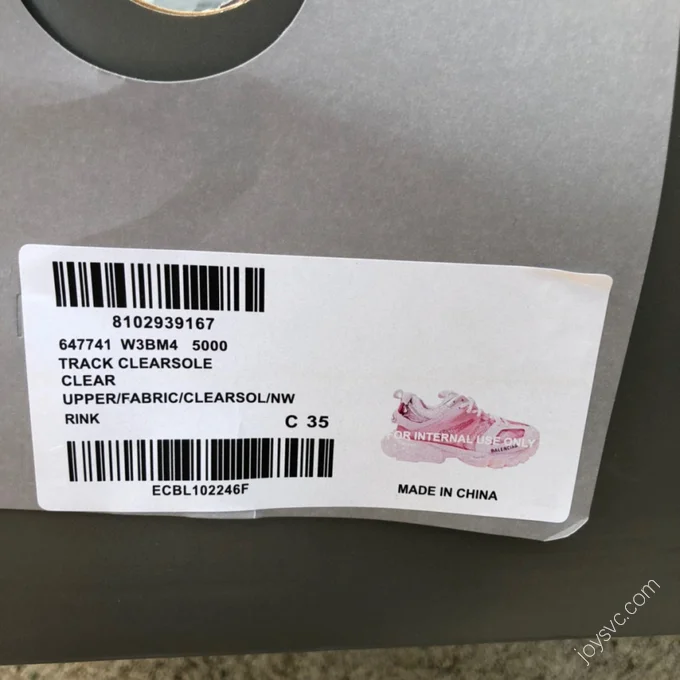 8102939167
647741 W3BM4 5000
TRACK CLEARSOLE
CLEAR
UPPER/FABRIC/CLEARSOL/NW
RINK C 35
OR INTERNAL USE ONLY
ECBL102246F
MADE IN CHINA
joysvc.com